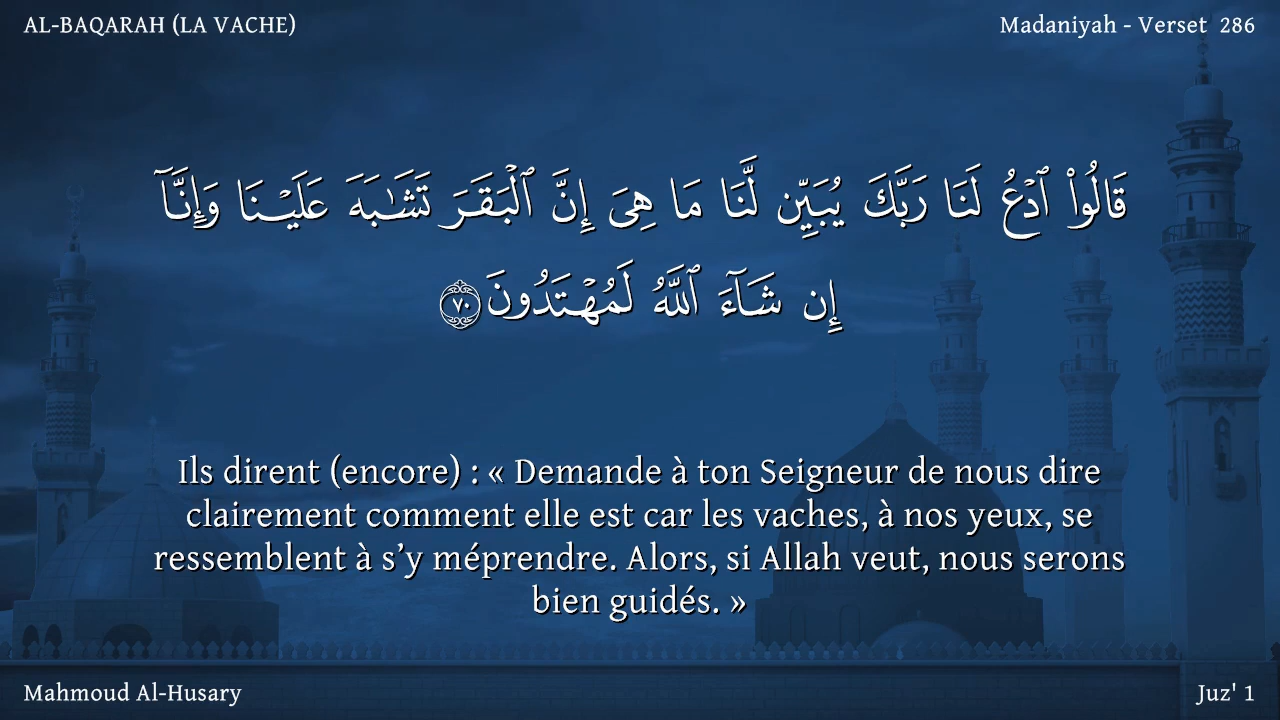 AL-BAQARAH (LA VACHE)
Madaniyah - Verset 286
قَالُوا۟ ٱدْعُ لَنَا رَبَّكَ يُبَيِّن لَّنَا مَا هِىَ إِنَّ ٱلْبَقَرَ تَشَـٰبَهَ عَلَيْنَا وَإِنَّآ
إِن شَآءَ ٱللَّهُ لَمُهْتَدُونَ ٧٠
Ils dirent (encore) : « Demande à ton Seigneur de nous dire
clairement comment elle est car les vaches, à nos yeux, se
ressemblent à s’y méprendre. Alors, si Allah veut, nous serons
bien guidés. »
Mahmoud Al-Husary
Juz' 1